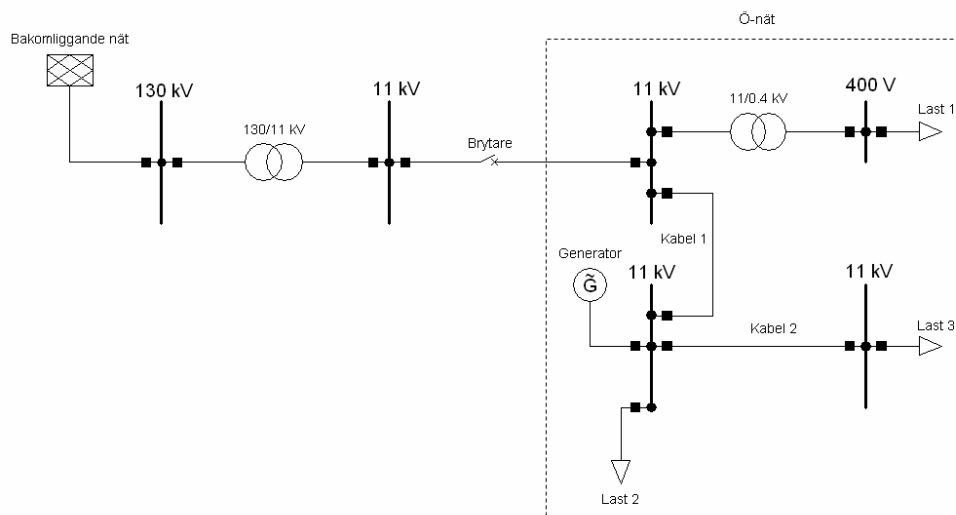 Ö-nät
Bakomliggande nät
130 kV
11 kV
11 kV
400 V
130/11 kV
11/0.4 kV
Last 1
Brytare
Kabel 1
Generator
G̃
11 kV
11 kV
Kabel 2
Last 3
Last 2